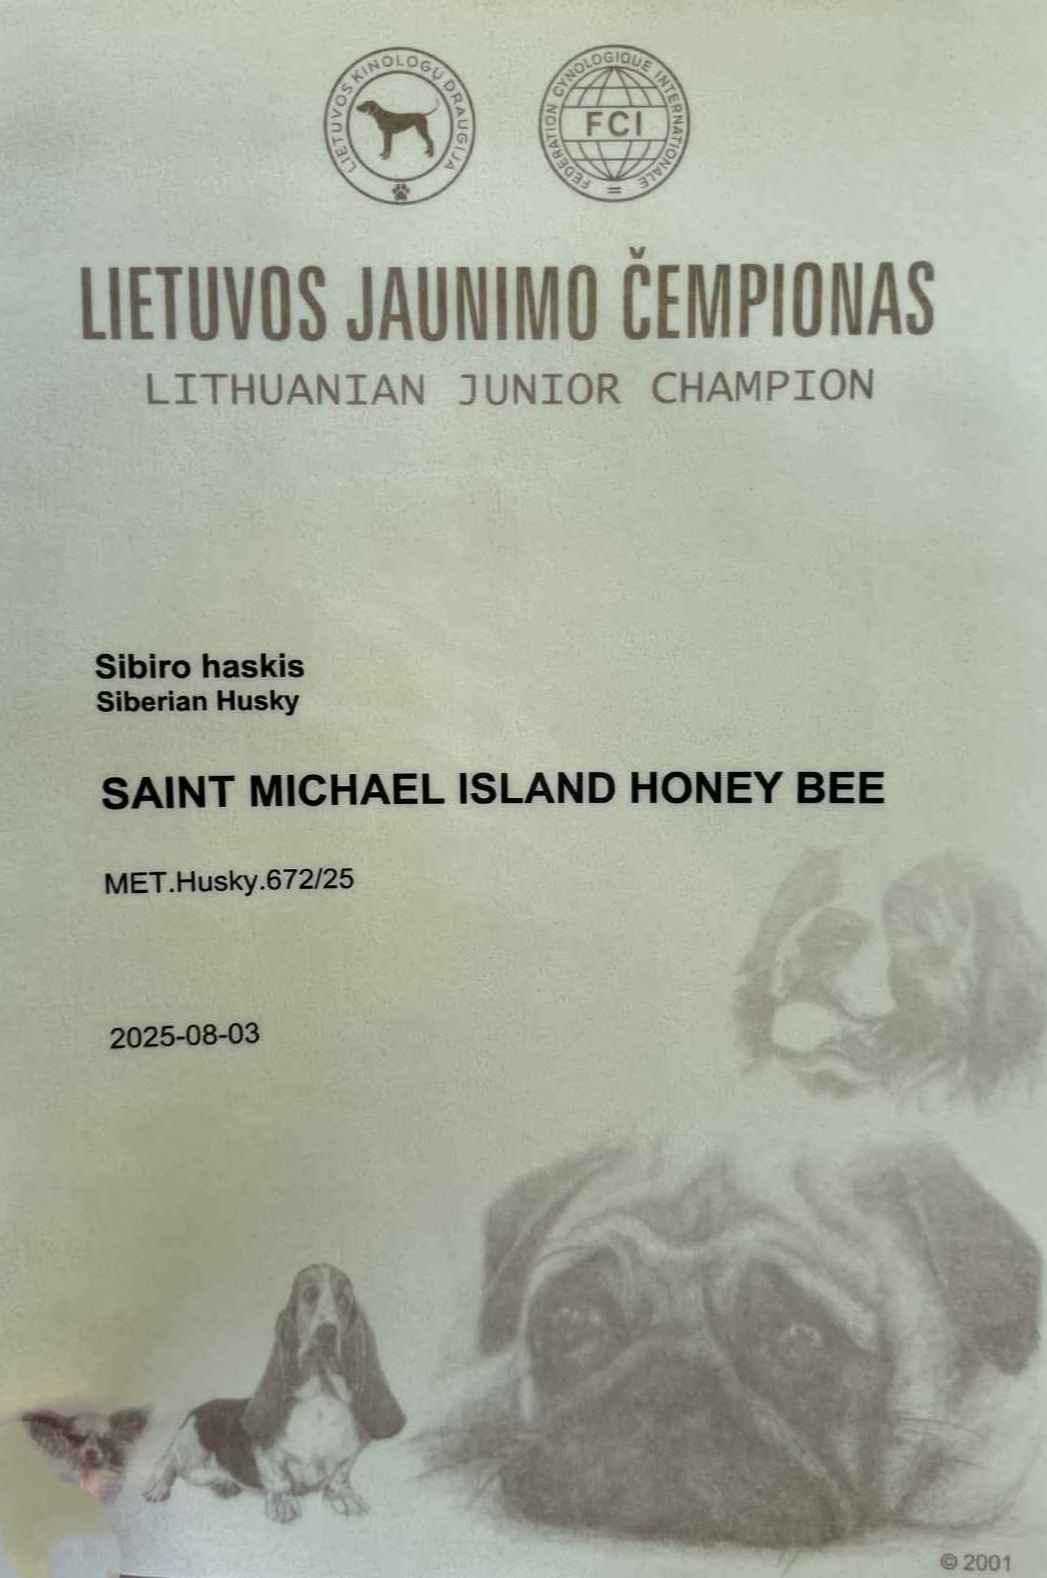 LIETUVOS KINOLOGŲ DRAUGIJA
FEDERATION CYNOLOGIQUE INTERNATIONALE
FCI
LIETUVOS JAUNIMO ČEMPIONAS
LITHUANIAN JUNIOR CHAMPION
Sibiro haskis
Siberian Husky
SAINT MICHAEL ISLAND HONEY BEE
MET.Husky.672/25
2025-08-03
© 2001